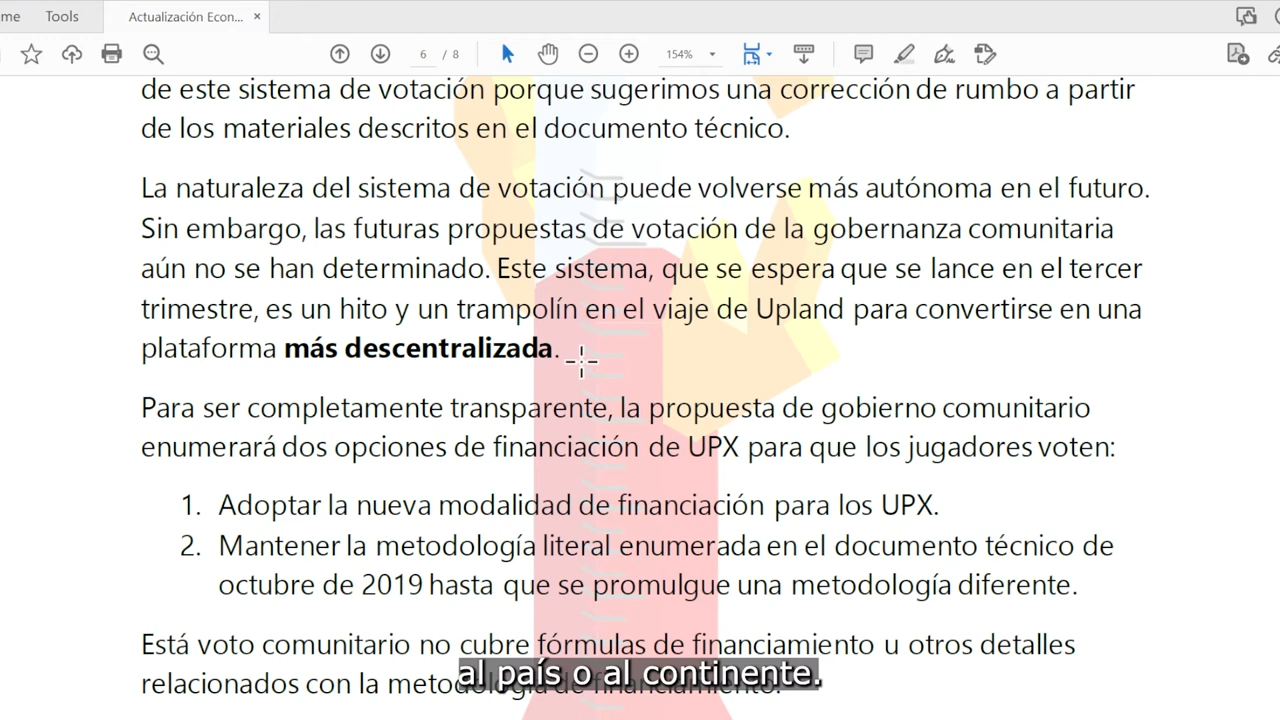 me Tools Actualización Econ... ×
6 / 8 154%
de este sistema de votación porque sugerimos una corrección de rumbo a partir
de los materiales descritos en el documento técnico.
La naturaleza del sistema de votación puede volverse más autónoma en el futuro.
Sin embargo, las futuras propuestas de votación de la gobernanza comunitaria
aún no se han determinado. Este sistema, que se espera que se lance en el tercer
trimestre, es un hito y un trampolín en el viaje de Upland para convertirse en una
plataforma más descentralizada.
Para ser completamente transparente, la propuesta de gobierno comunitario
enumerará dos opciones de financiación de UPX para que los jugadores voten:
1. Adoptar la nueva modalidad de financiación para los UPX.
2. Mantener la metodología literal enumerada en el documento técnico de
octubre de 2019 hasta que se promulgue una metodología diferente.
Está voto comunitario no cubre fórmulas de financiamiento u otros detalles
relacionados con la metodología de financiamiento.
al país o al continente.